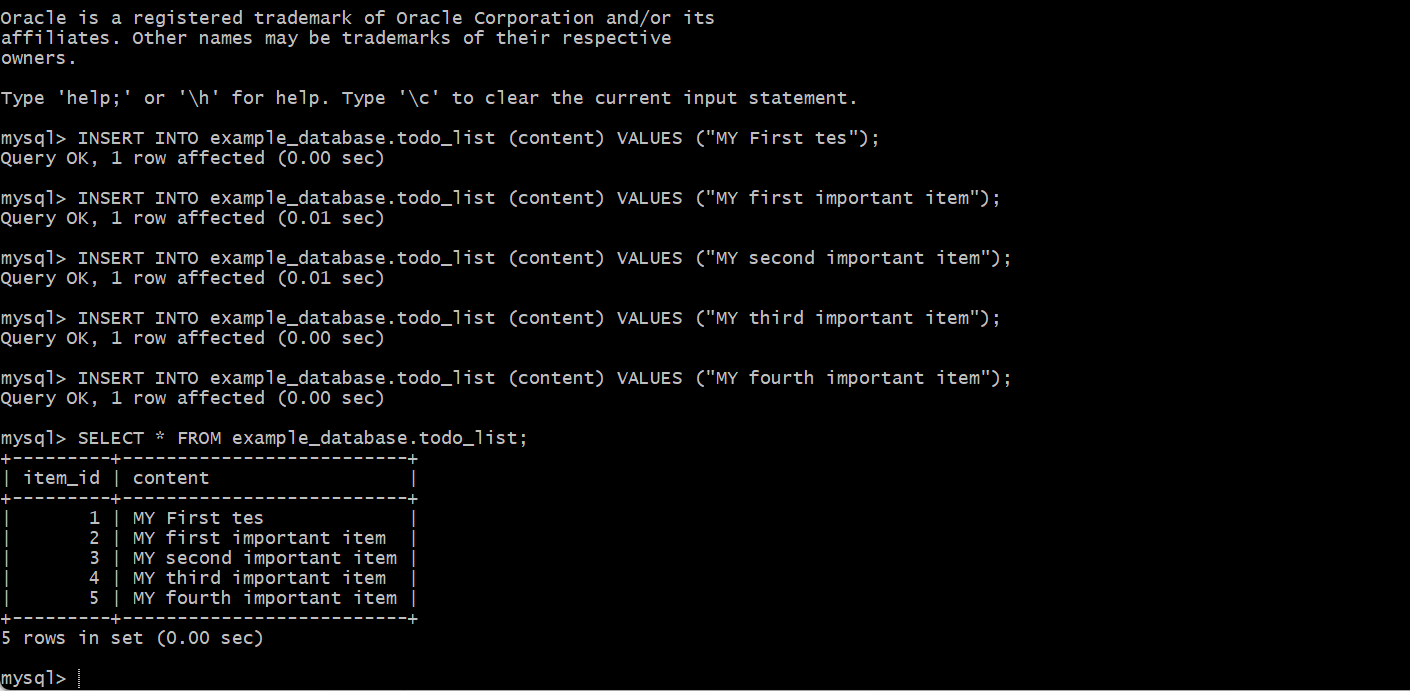 Oracle is a registered trademark of Oracle Corporation and/or its
affiliates. Other names may be trademarks of their respective
owners.
Type 'help;' or '\h' for help. Type '\c' to clear the current input statement.
mysql> INSERT INTO example_database.todo_list (content) VALUES ("MY First tes");
Query OK, 1 row affected (0.00 sec)
mysql> INSERT INTO example_database.todo_list (content) VALUES ("MY first important item");
Query OK, 1 row affected (0.01 sec)
mysql> INSERT INTO example_database.todo_list (content) VALUES ("MY second important item");
Query OK, 1 row affected (0.01 sec)
mysql> INSERT INTO example_database.todo_list (content) VALUES ("MY third important item");
Query OK, 1 row affected (0.00 sec)
mysql> INSERT INTO example_database.todo_list (content) VALUES ("MY fourth important item");
Query OK, 1 row affected (0.00 sec)
mysql> SELECT * FROM example_database.todo_list;
+---------+--------------------------+
| item_id | content                  |
+---------+--------------------------+
|       1 | MY First tes             |
|       2 | MY first important item  |
|       3 | MY second important item |
|       4 | MY third important item  |
|       5 | MY fourth important item |
+---------+--------------------------+
5 rows in set (0.00 sec)
mysql>